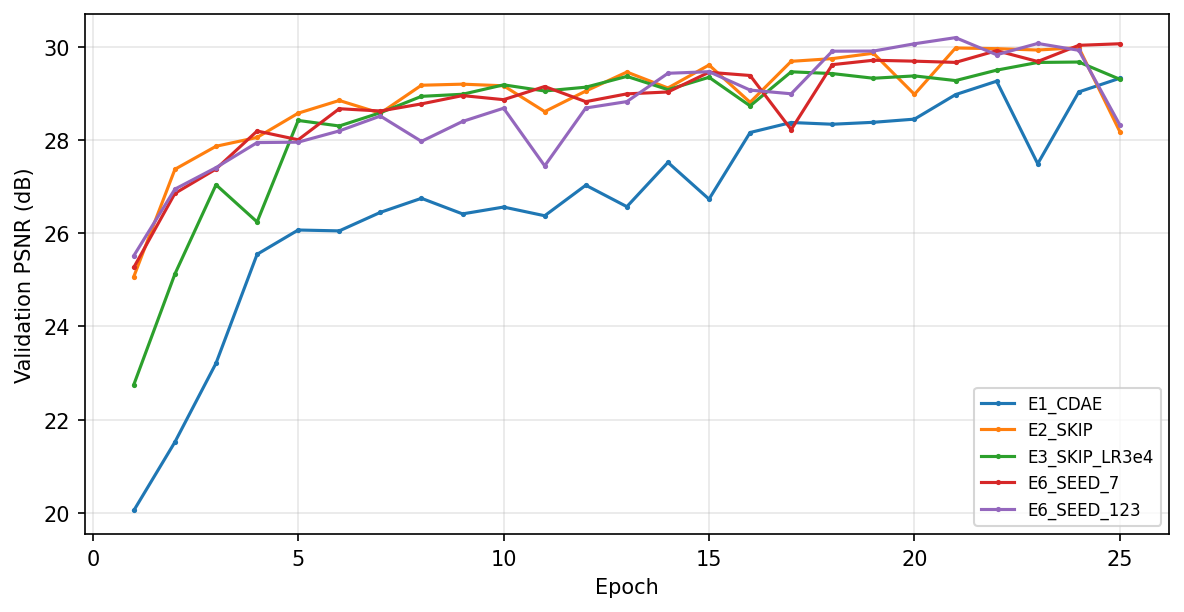 Validation PSNR (dB)
30
28
26
24
22
20
0
5
10
15
20
25
Epoch
E1_CDAE
E2_SKIP
E3_SKIP_LR3e4
E6_SEED_7
E6_SEED_123